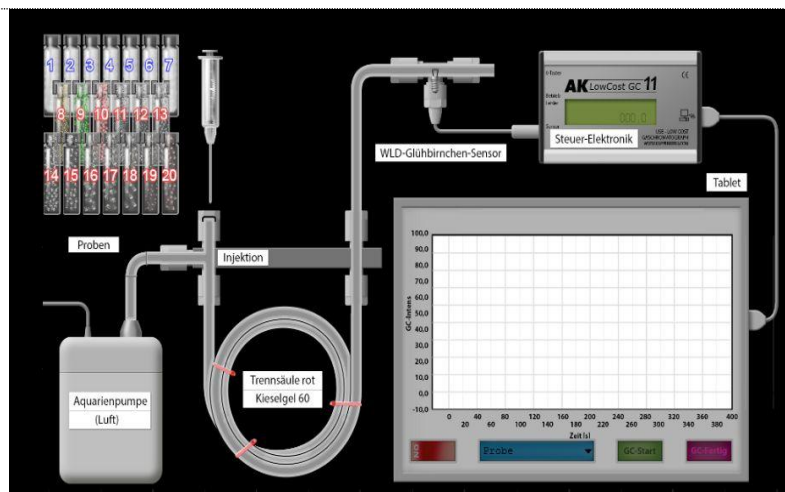 1 2 3 4 5 6 7
8 9 10 11 12 13
14 15 16 17 18 19 20
Proben
Injektion
Aquarienpumpe
(Luft)
Trennsäule rot
Kieselgel 60
WLD-Glühbirnchen-Sensor
AK LowCost GC 11
000.0
Sensor
Steuer-Elektronik
Tablet
GC-Intens
100,0
90,0
80,0
70,0
60,0
50,0
40,0
30,0
20,0
10,0
0,0
-10,0
0 40 80 120 160 200 240 280 320 360 400
20 60 100 140 180 220 260 300 340 380
Zeit [s]
NO
Probe
GC-Start
GC-Fertig